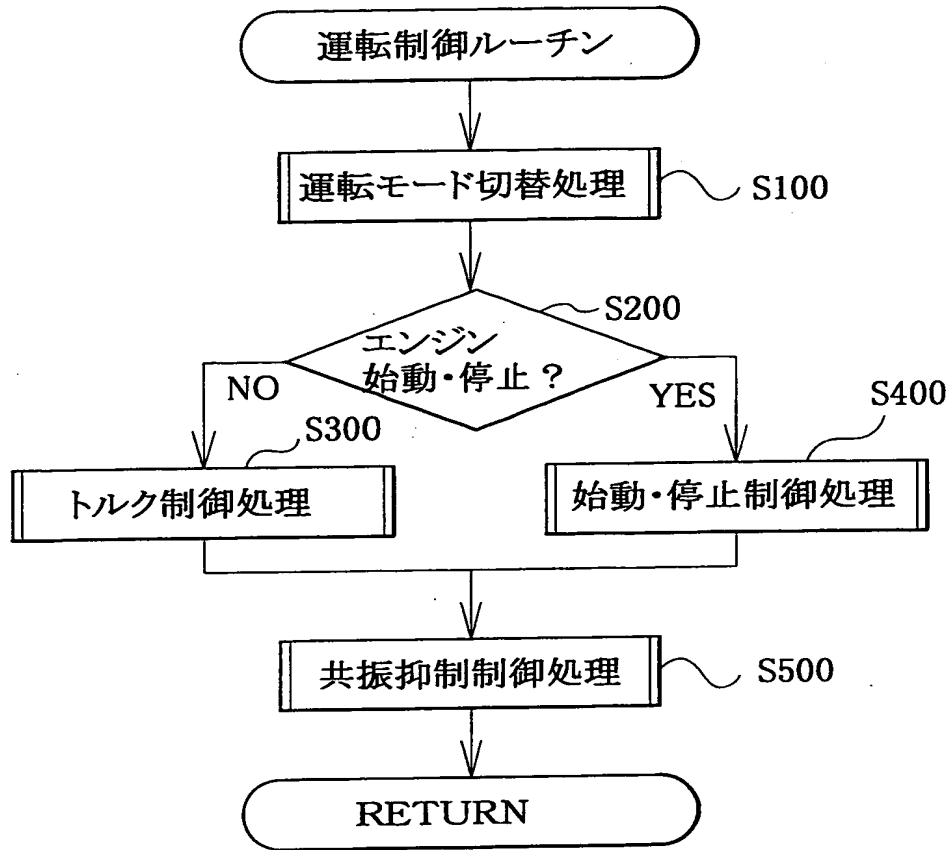 運転制御ルーチン
運転モード切替処理
S100
S200
エンジン
始動・停止？
NO
YES
S300
S400
トルク制御処理
始動・停止制御処理
共振抑制制御処理
S500
RETURN